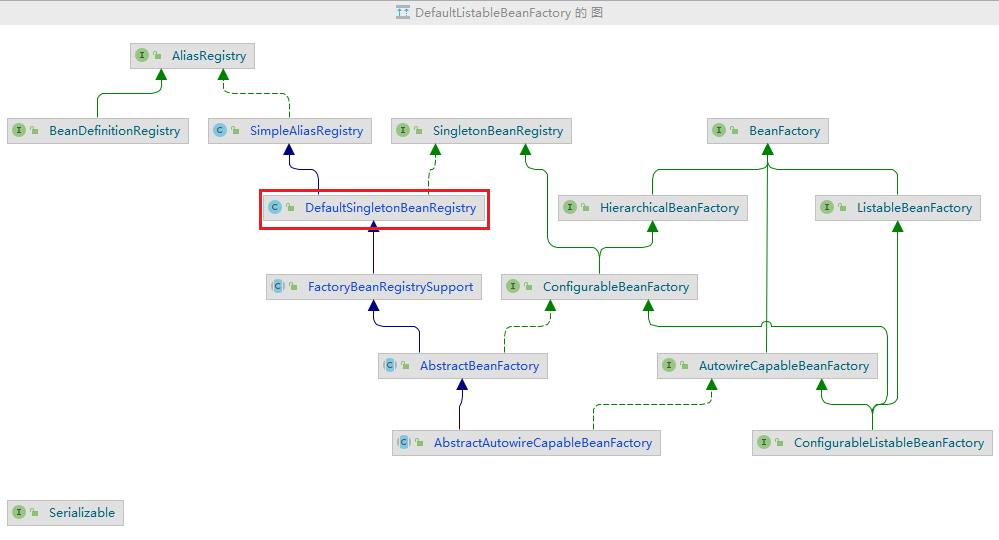 DefaultListableBeanFactory 的 图
I AliasRegistry
I BeanDefinitionRegistry
C SimpleAliasRegistry
I SingletonBeanRegistry
I BeanFactory
C DefaultSingletonBeanRegistry
I HierarchicalBeanFactory
I ListableBeanFactory
C FactoryBeanRegistrySupport
I ConfigurableBeanFactory
C AbstractBeanFactory
I AutowireCapableBeanFactory
C AbstractAutowireCapableBeanFactory
I ConfigurableListableBeanFactory
I Serializable